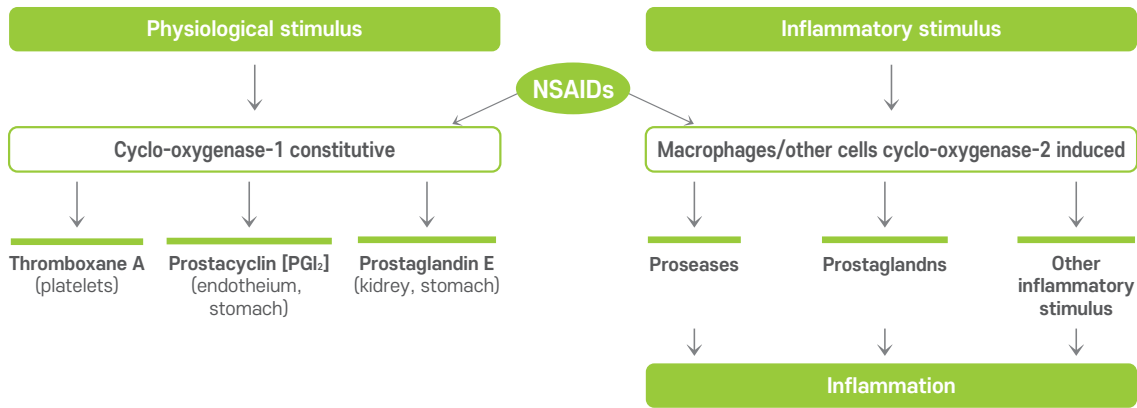 Physiological stimulus
Inflammatory stimulus
NSAIDs
Cyclo-oxygenase-1 constitutive
Macrophages/other cells cyclo-oxygenase-2 induced
Thromboxane A
(platelets)
Prostacyclin [PGI₂]
(endotheium,
stomach)
Prostaglandin E
(kidrey, stomach)
Proseases
Prostaglandns
Other
inflammatory
stimulus
Inflammation